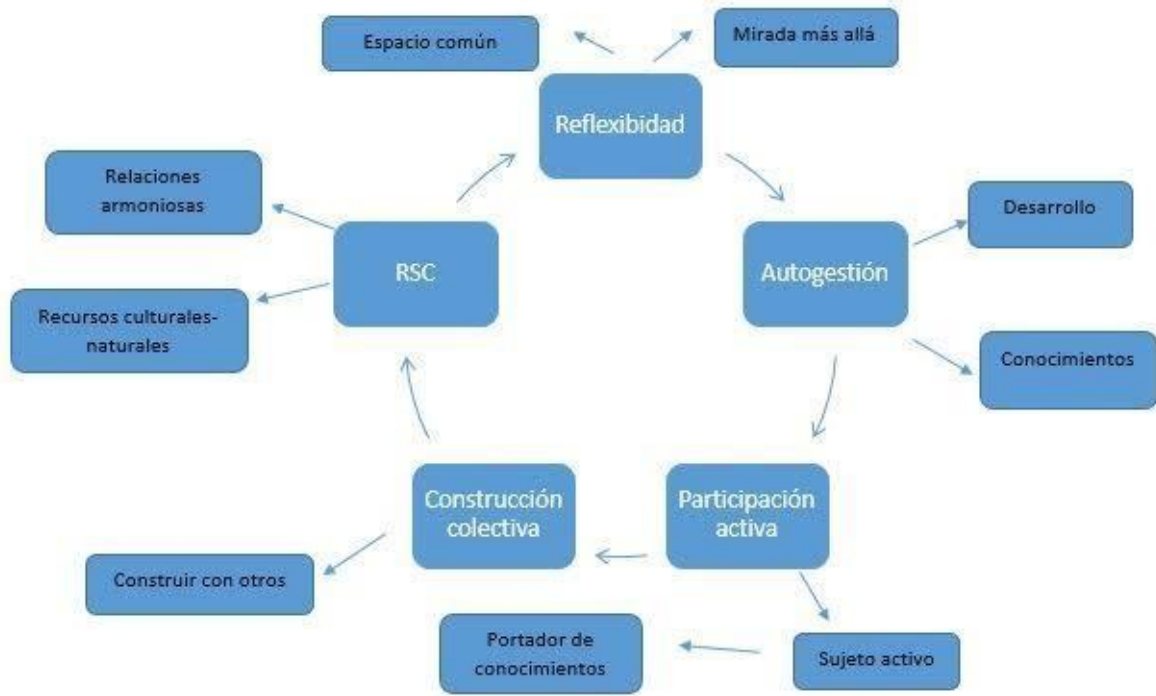 Espacio común
Mirada más allá
Reflexibidad
Relaciones
armoniosas
Desarrollo
RSC
Autogestión
Recursos culturales-
naturales
Conocimientos
Construcción
colectiva
Participación
activa
Construir con otros
Portador de
conocimientos
Sujeto activo